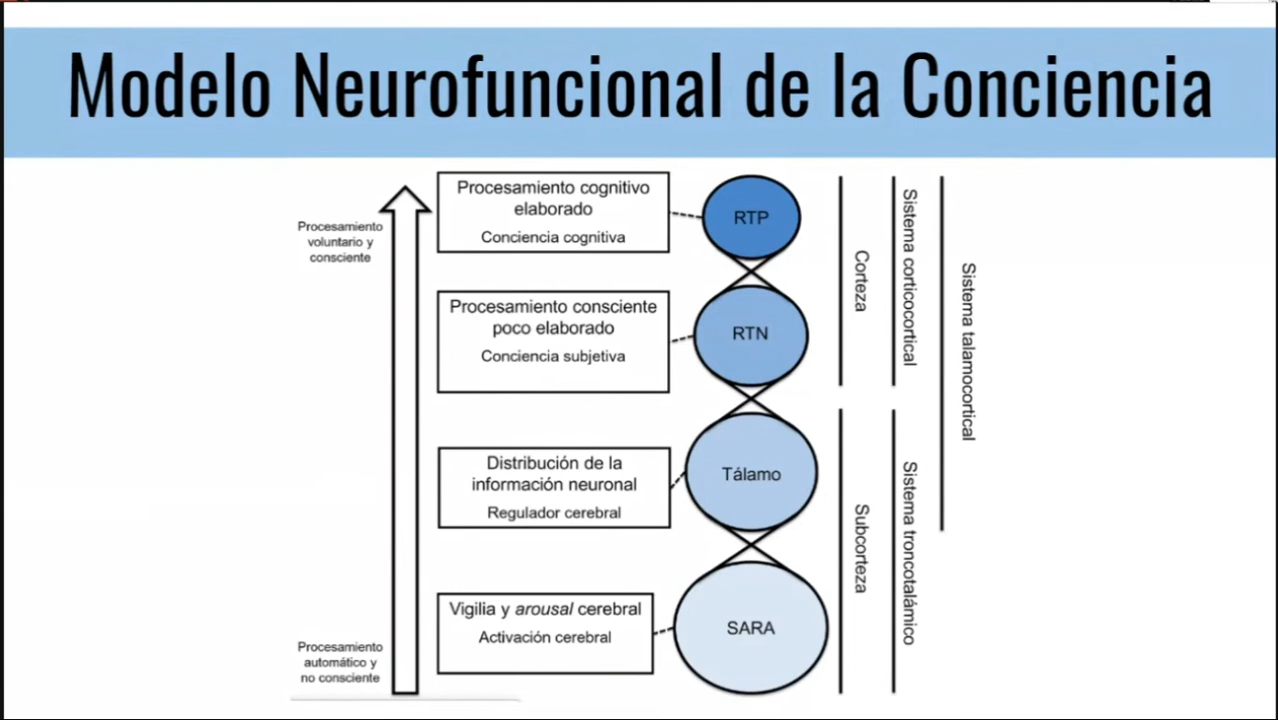 Modelo Neurofuncional de la Conciencia
Procesamiento
voluntario y
consciente
Procesamiento cognitivo
elaborado
Conciencia cognitiva
RTP
Procesamiento consciente
poco elaborado
Conciencia subjetiva
RTN
Corteza
Sistema corticocortical
Sistema talamocortical
Distribución de la
información neuronal
Regulador cerebral
Tálamo
Vigilia y arousal cerebral
Activación cerebral
SARA
Subcorteza
Sistema troncotalámico
Procesamiento
automático y
no consciente